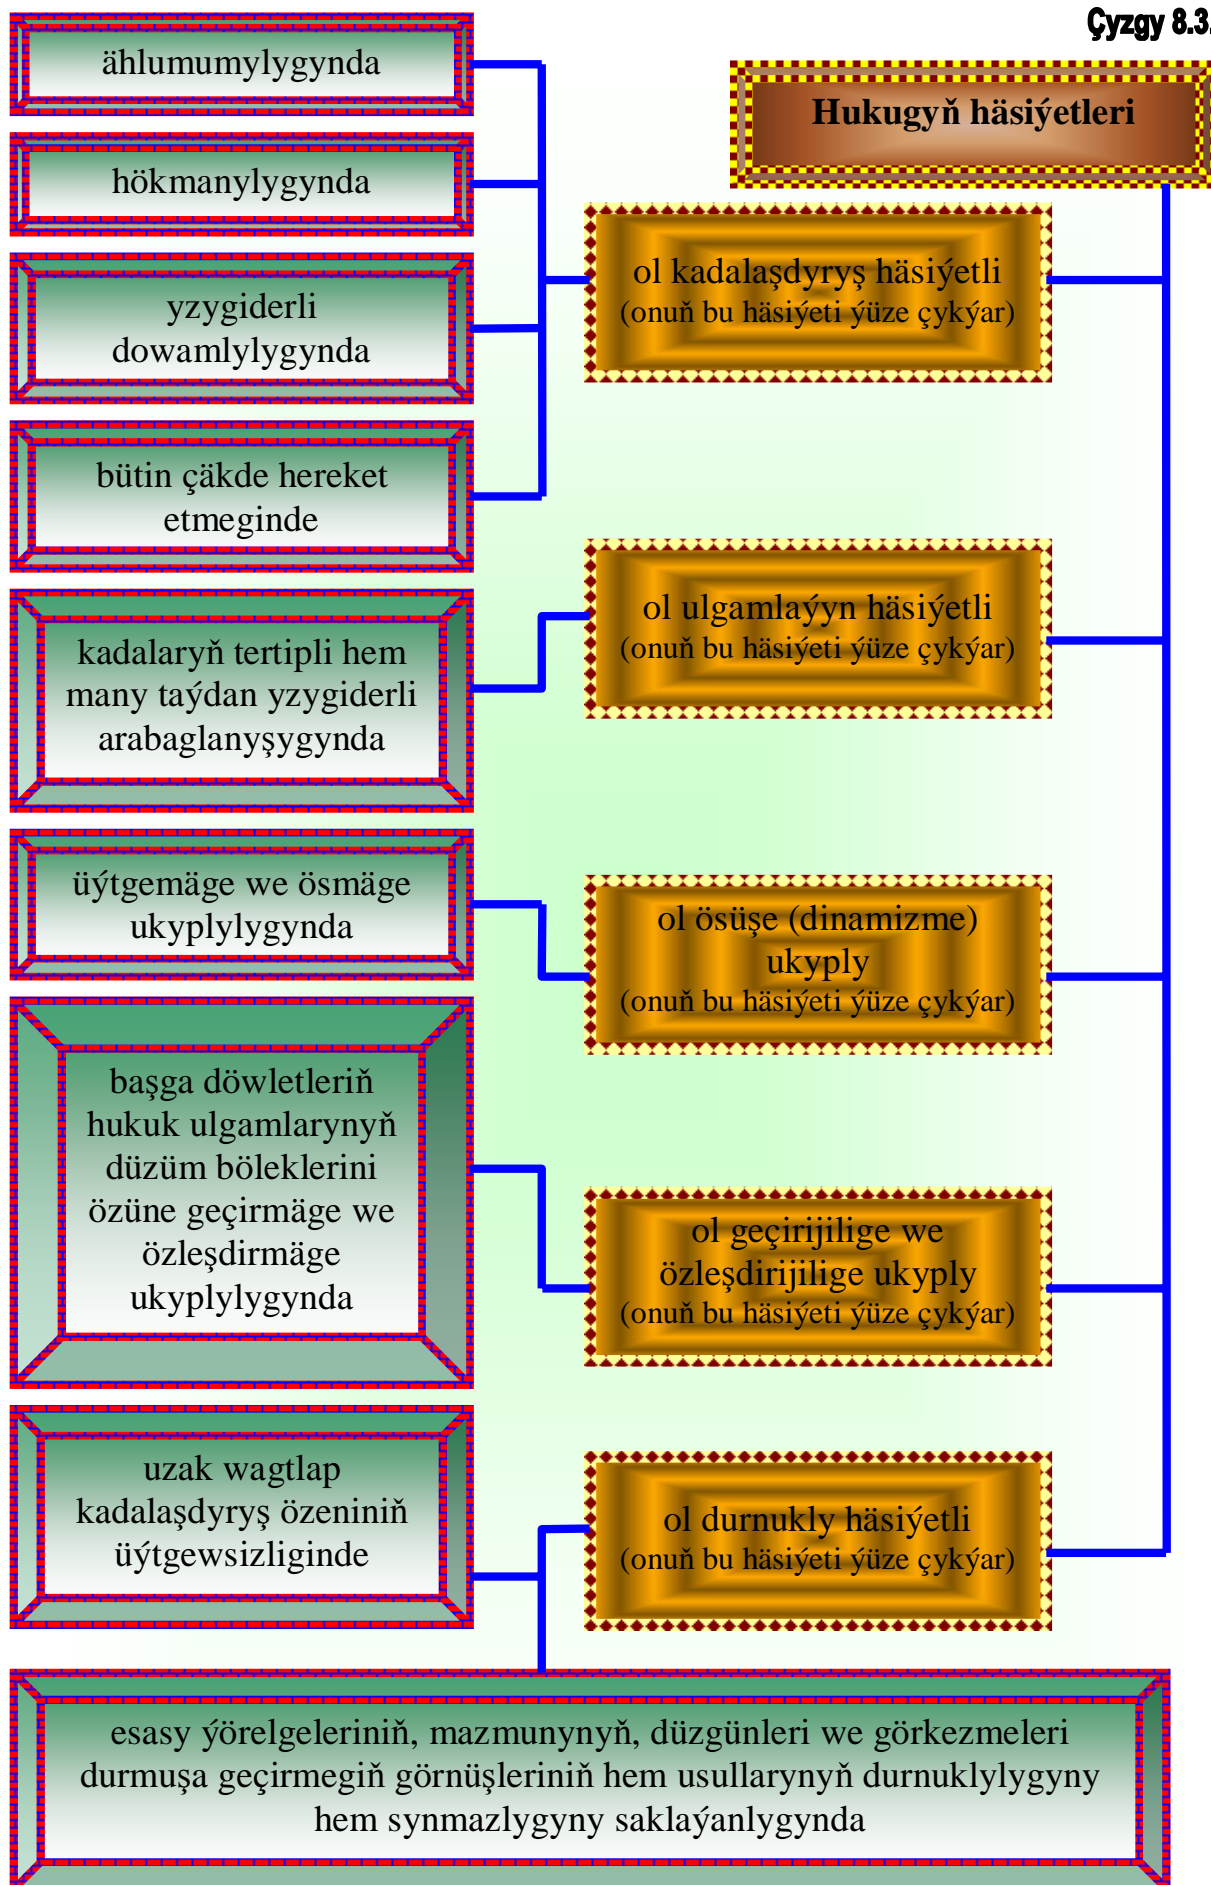 Çyzgy 8.3.
Hukugyň häsiýetleri
ol kadalaşdyryş häsiýetli
(onuň bu häsiýeti ýüze çykýar)
ählumumylygynda
hökmanylygynda
yzygiderli
dowamlylygynda
bütin çäkde hereket
etmeginde
ol ulgamlaýyn häsiýetli
(onuň bu häsiýeti ýüze çykýar)
kadalaryň tertipli hem
many taýdan yzygiderli
arabaglanyşygynda
ol ösüşe (dinamizme)
ukyply
(onuň bu häsiýeti ýüze çykýar)
üýtgemäge we ösmäge
ukyplylygynda
ol geçirijilige we
özleşdirijilige ukyply
(onuň bu häsiýeti ýüze çykýar)
başga döwletleriň
hukuk ulgamlarynyň
düzüm böleklerini
özüne geçirmäge we
özleşdirmäge
ukyplylygynda
ol durnukly häsiýetli
(onuň bu häsiýeti ýüze çykýar)
uzak wagtlap
kadalaşdyryş özeniniň
üýtgewsizliginde
esasy ýörelgeleriniň, mazmunynyň, düzgünleri we görkezmeleri
durmuşa geçirmegiň görnüşleriniň hem usullarynyň durnuklylygyny
hem synmazlygyny saklaýanlygynda